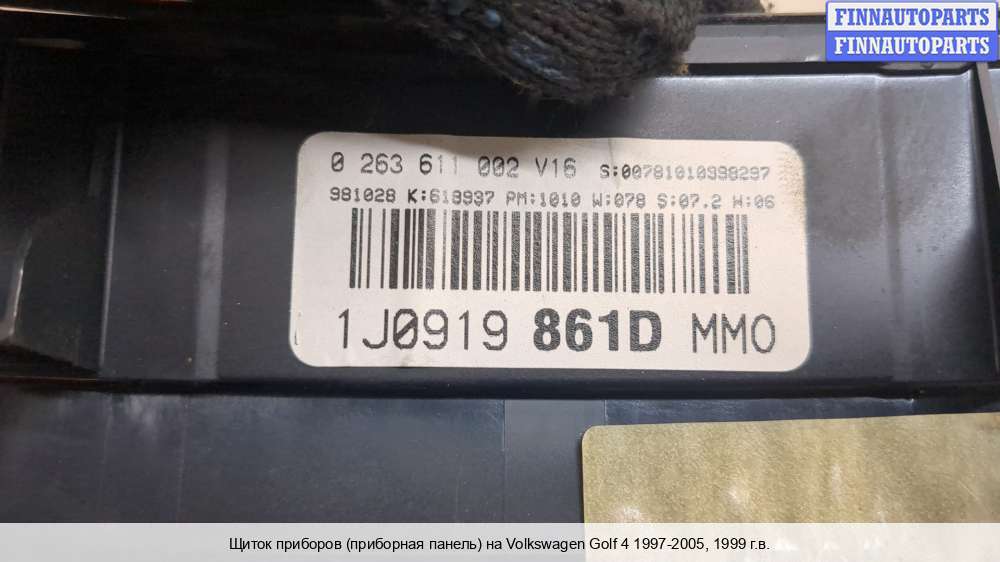 FINNAUTOPARTS
FINNAUTOPARTS
0 263 611 002 V16 S:00781010998297
981028 K:618937 PM:1010 W:078 S:07.2 H:06
1J0919 861D MM0
Щиток приборов (приборная панель) на Volkswagen Golf 4 1997-2005, 1999 г.в.